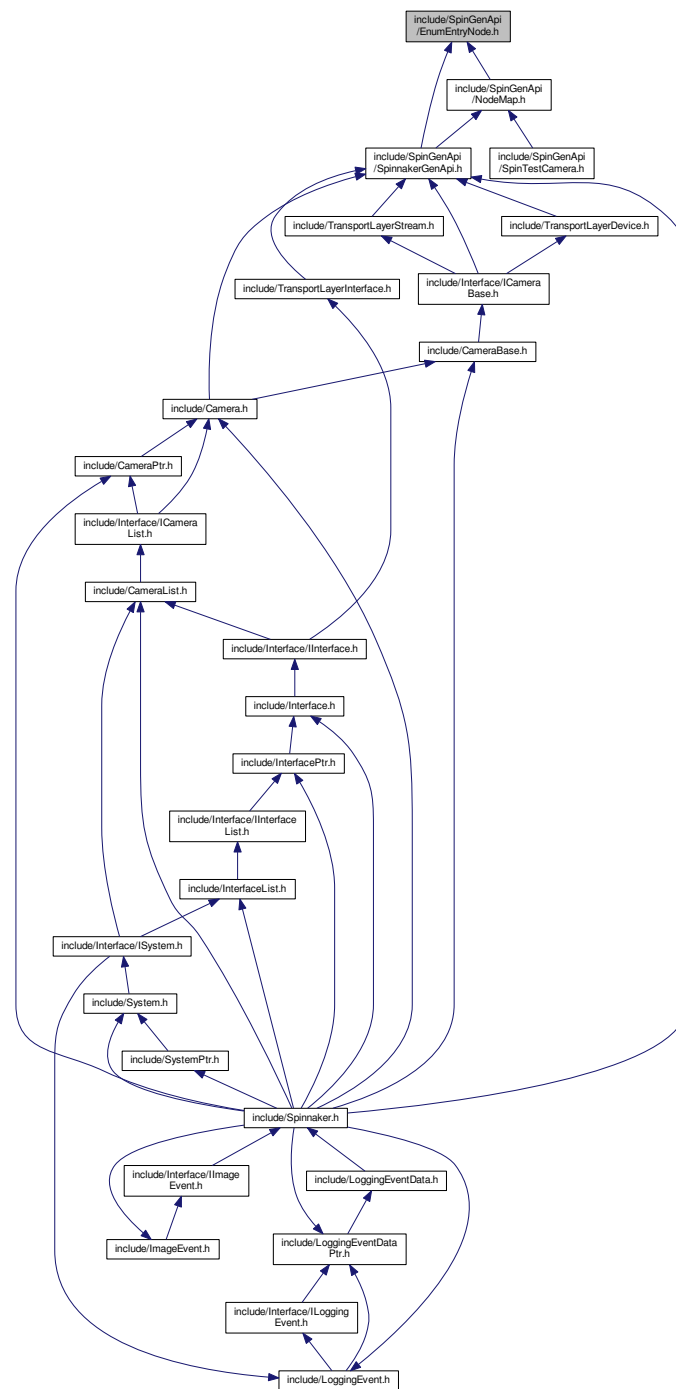 include/SpinGenApi
/EnumEntryNode.h
include/SpinGenApi
/NodeMap.h
include/SpinGenApi
/SpinnakerGenApi.h
include/SpinGenApi
/SpinTestCamera.h
include/TransportLayerStream.h
include/TransportLayerDevice.h
include/TransportLayerInterface.h
include/Interface/ICamera
Base.h
include/CameraBase.h
include/Camera.h
include/CameraPtr.h
include/Interface/ICamera
List.h
include/CameraList.h
include/Interface/IInterface.h
include/Interface.h
include/InterfacePtr.h
include/Interface/IInterface
List.h
include/InterfaceList.h
include/Interface/ISystem.h
include/System.h
include/SystemPtr.h
include/Spinnaker.h
include/Interface/IImage
Event.h
include/LoggingEventData.h
include/ImageEvent.h
include/LoggingEventData
Ptr.h
include/Interface/ILogging
Event.h
include/LoggingEvent.h